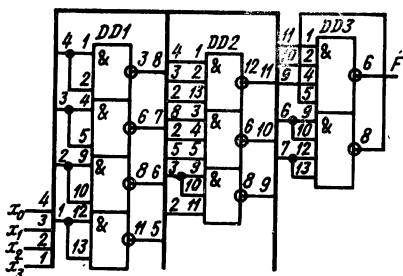 DD1 DD2 DD3
4 1 & 3 8 4 1 & 12 11 11 1 & 6 F
2 3 2 10 2
3 4 & 6 7 2 13 9 4 5
5 8 3 & 6 10 6 9 & 8
2 9 & 8 6 2 4 10
10 5 5 7 12
x₀ 4 1 12 & 11 5 3 9 & 8 9 13
x₁ 3 13 10
x₂ 2 2 11
x₃ 1